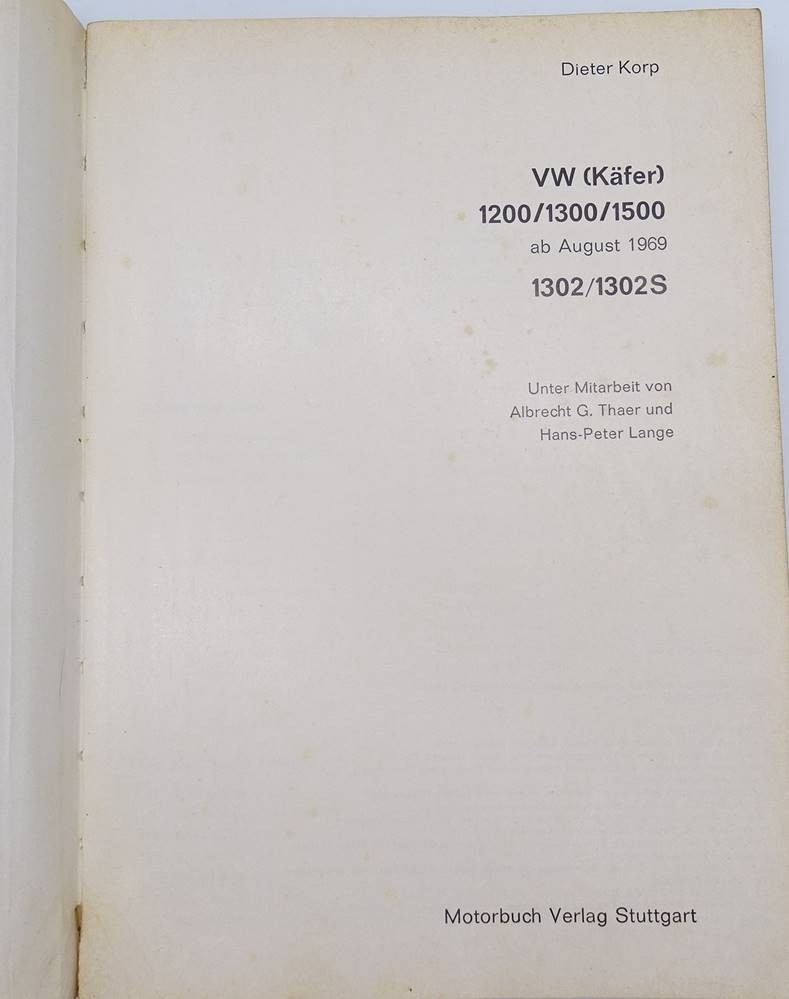 Dieter Korp
VW (Käfer)
1200/1300/1500
ab August 1969
1302/1302S
Unter Mitarbeit von
Albrecht G. Thaer und
Hans-Peter Lange
Motorbuch Verlag Stuttgart